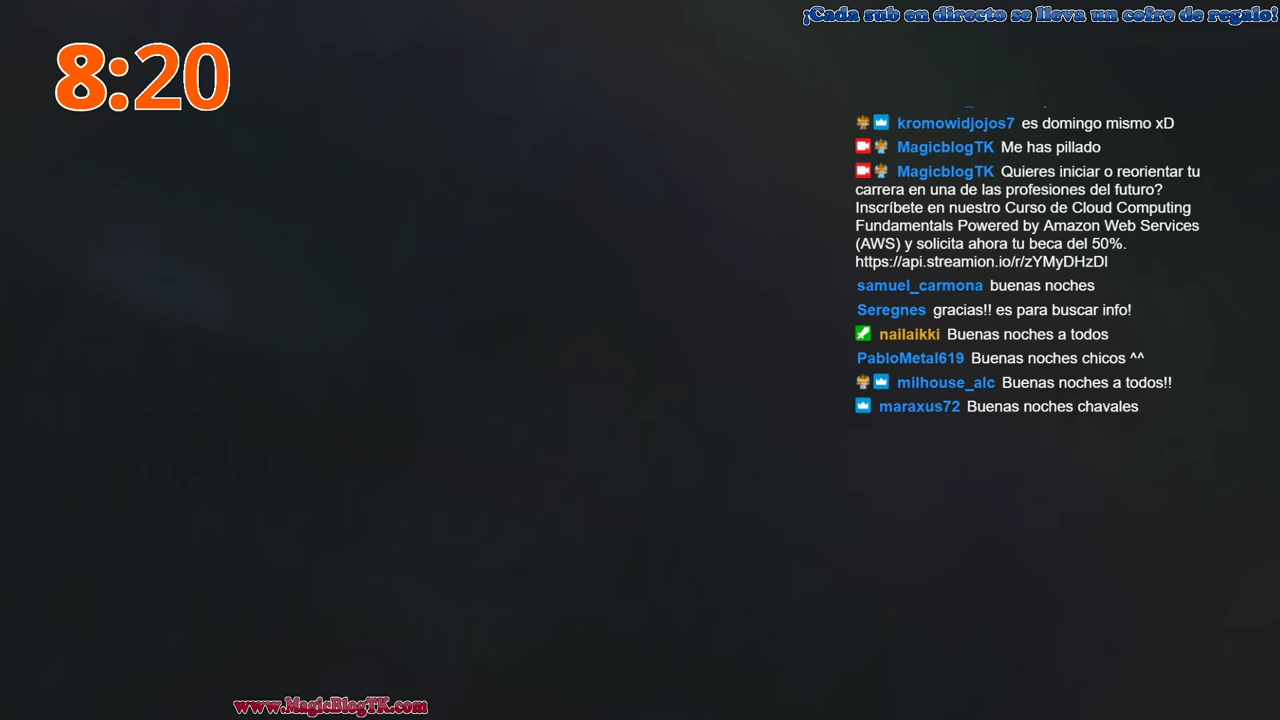 ¡Cada sub en directo se lleva un cofre de regalo!
8:20
kromowidjojos7 es domingo mismo xD
MagicblogTK Me has pillado
MagicblogTK Quieres iniciar o reorientar tu
carrera en una de las profesiones del futuro?
Inscríbete en nuestro Curso de Cloud Computing
Fundamentals Powered by Amazon Web Services
(AWS) y solicita ahora tu beca del 50%.
https://api.streamion.io/r/zYMyDHzDl
samuel_carmona buenas noches
Seregnes gracias!! es para buscar info!
nailaikki Buenas noches a todos
PabloMetal619 Buenas noches chicos ^^
milhouse_alc Buenas noches a todos!!
maraxus72 Buenas noches chavales
www.MagicBlogTK.com